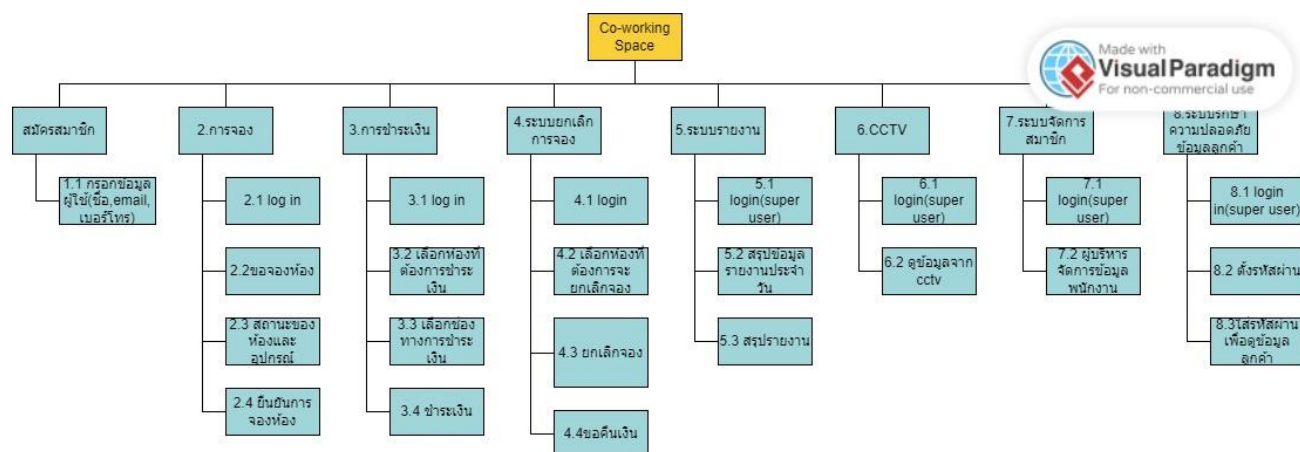 Co-working
Space
Made with
Visual Paradigm
For non-commercial use
สมัครสมาชิก
2.การจอง
3.การชำระเงิน
4.ระบบยกเลิก
การจอง
5.ระบบรายงาน
6.CCTV
7.ระบบจัดการ
สมาชิก
8.ระบบรักษา
ความปลอดภัย
ข้อมูลลูกค้า
1.1 กรอกข้อมูล
ผู้ใช้(ชื่อ,email,
เบอร์โทร)
2.1 log in
3.1 log in
4.1 login
5.1
login(super
user)
6.1
login(super
user)
7.1
login(super
user)
8.1 login
in(super user)
2.2ขอจองห้อง
3.2 เลือกห้องที่
ต้องการชำระ
เงิน
4.2 เลือกห้องที่
ต้องการจะ
ยกเลิกจอง
5.2 สรุปข้อมูล
รายงานประจำ
วัน
6.2 ดูข้อมูลจาก
cctv
7.2 ผู้บริหาร
จัดการข้อมูล
พนักงาน
8.2 ตั้งรหัสผ่าน
2.3 สถานะของ
ห้องและ
อุปกรณ์
3.3 เลือกช่อง
ทางการชำระ
เงิน
4.3 ยกเลิกจอง
5.3 สรุปรายงาน
8.3ใส่รหัสผ่าน
เพื่อดูข้อมูล
ลูกค้า
2.4 ยืนยันการ
จองห้อง
3.4 ชำระเงิน
4.4ขอคืนเงิน